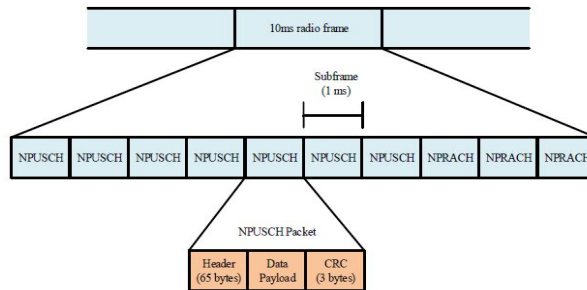 10ms radio frame
Subframe
(1 ms)
NPUSCH NPUSCH NPUSCH NPUSCH NPUSCH NPUSCH NPUSCH NPRACH NPRACH NPRACH
NPUSCH Packet
Header Data CRC
(65 bytes) Payload (3 bytes)